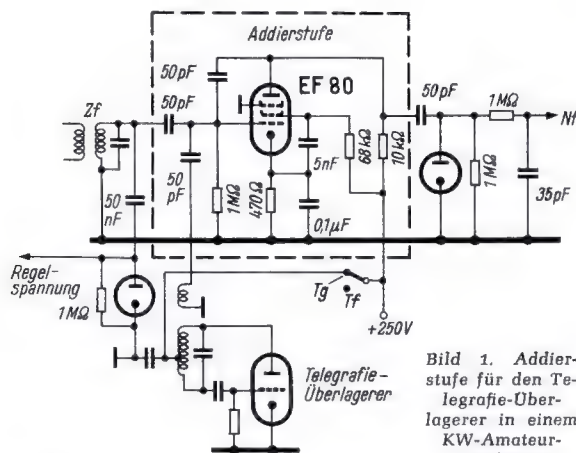 Addierstufe
50pF
EF 80
50pF
Zf
50pF
1MΩ
Nf
50
pF
1MΩ
470Ω
5nF
0,1µF
68kΩ
10kΩ
1MΩ
35pF
50
nF
Regel-
spannung
1MΩ
Tg
Tf
+250V
Telegrafie-
Überlagerer
Bild 1. Addier-
stufe für den Te-
legrafie-Über-
lagerer in einem
KW-Amateur-